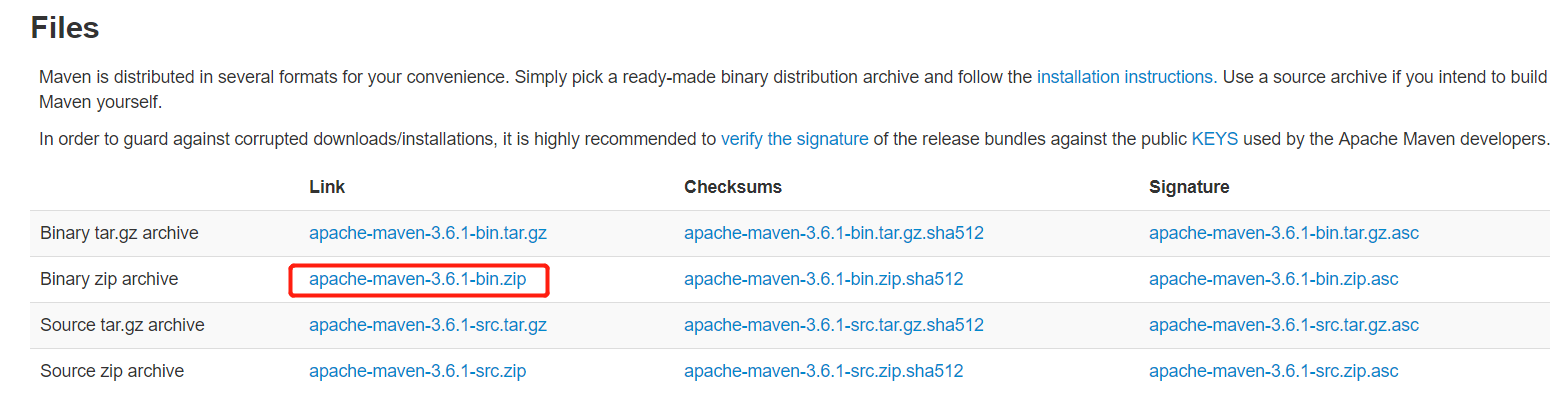 Files
Maven is distributed in several formats for your convenience. Simply pick a ready-made binary distribution archive and follow the installation instructions. Use a source archive if you intend to build
Maven yourself.
In order to guard against corrupted downloads/installations, it is highly recommended to verify the signature of the release bundles against the public KEYS used by the Apache Maven developers.
Link Checksums Signature
Binary tar.gz archive apache-maven-3.6.1-bin.tar.gz apache-maven-3.6.1-bin.tar.gz.sha512 apache-maven-3.6.1-bin.tar.gz.asc
Binary zip archive apache-maven-3.6.1-bin.zip apache-maven-3.6.1-bin.zip.sha512 apache-maven-3.6.1-bin.zip.asc
Source tar.gz archive apache-maven-3.6.1-src.tar.gz apache-maven-3.6.1-src.tar.gz.sha512 apache-maven-3.6.1-src.tar.gz.asc
Source zip archive apache-maven-3.6.1-src.zip apache-maven-3.6.1-src.zip.sha512 apache-maven-3.6.1-src.zip.asc